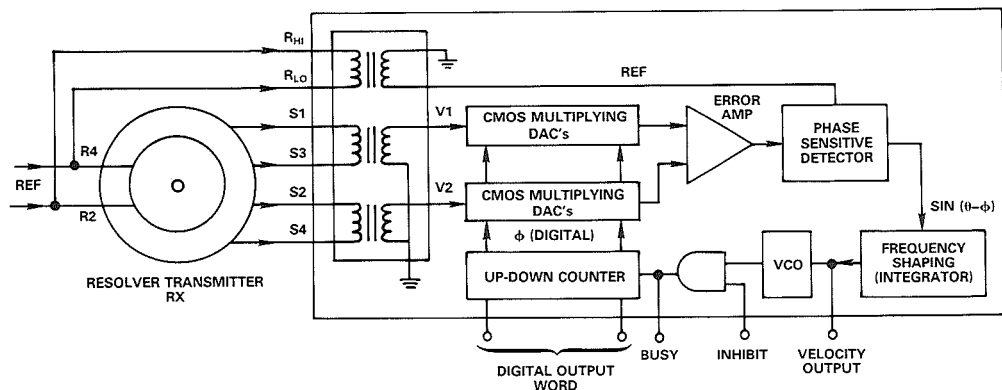 R_HI
R_LO
REF
ERROR
AMP
S1
V1
CMOS MULTIPLYING
DAC's
PHASE
SENSITIVE
DETECTOR
R4
S3
REF
S2
V2
CMOS MULTIPLYING
DAC's
R2
S4
ϕ (DIGITAL)
SIN (θ–ϕ)
RESOLVER TRANSMITTER
RX
UP-DOWN COUNTER
VCO
FREQUENCY
SHAPING
(INTEGRATOR)
BUSY
INHIBIT
VELOCITY
OUTPUT
DIGITAL OUTPUT
WORD